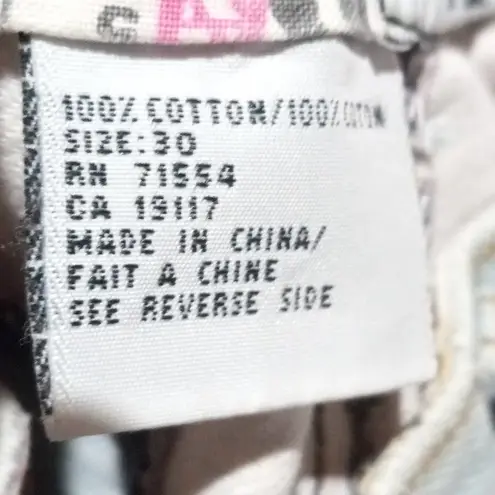 100% COTTON/100% COTON
SIZE:30
RN 71554
CA 19117
MADE IN CHINA/
FAIT A CHINE
SEE REVERSE SIDE